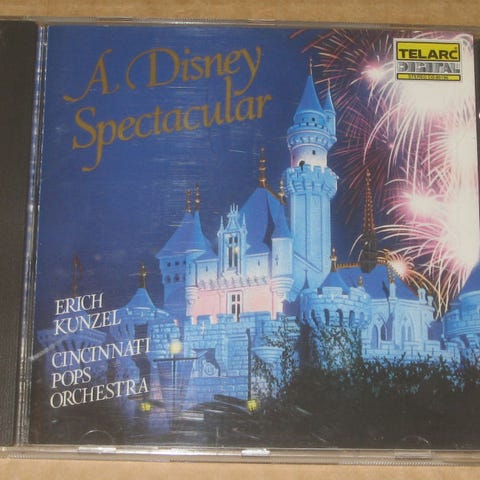 A Disney
Spectacular
TELARC
DIGITAL
ERICH
KUNZEL
CINCINNATI
POPS
ORCHESTRA